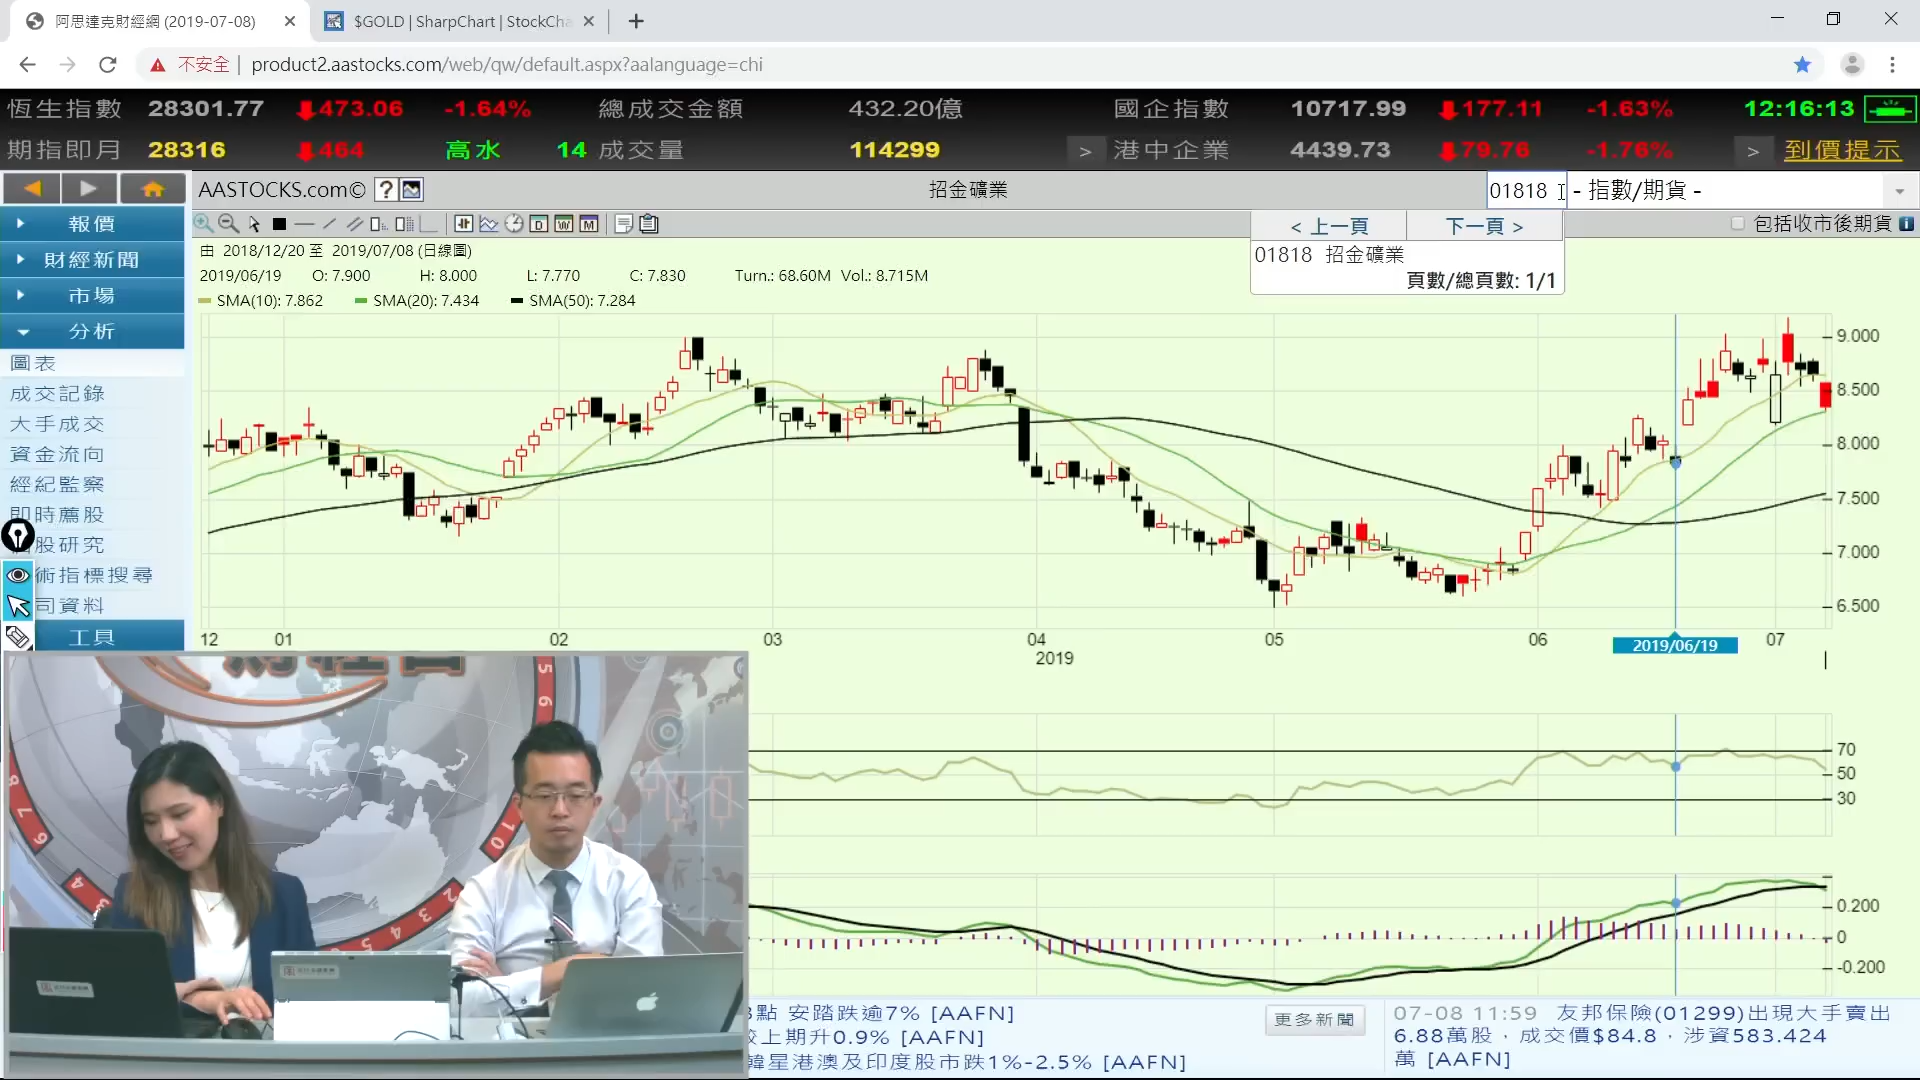 阿思達克財經網 (2019-07-08)
$GOLD | SharpChart | StockCha
不安全 | product2.aastocks.com/web/qw/default.aspx?aalanguage=chi
恆生指數 28301.77 473.06 -1.64% 總成交金額 432.20億 國企指數 10717.99 177.11 -1.63% 12:16:13
期指即月 28316 464 高水 14 成交量 114299 > 港中企業 4439.73 79.76 -1.76% > 到價提示
AASTOCKS.com© ? 招金礦業 01818 - 指數/期貨 -
報價
< 上一頁 下一頁 >
包括收市後期貨
由 2018/12/20 至 2019/07/08 (日線圖)
01818 招金礦業
頁數/總頁數: 1/1
2019/06/19 O: 7.900 H: 8.000 L: 7.770 C: 7.830 Turn.: 68.60M Vol.: 8.715M
SMA(10): 7.862 SMA(20): 7.434 SMA(50): 7.284
財經新聞
市場
分析
圖表
成交記錄
大手成交
資金流向
經紀監察
即時薦股
股研究
術指標搜尋
司資料
工具
9.000
8.500
8.000
7.500
7.000
6.500
12 01 02 03 04 05 06 2019/06/19 07
2019
70
50
30
0.200
0
-0.200
點 安踏跌逾7% [AAFN]
上期升0.9% [AAFN]
韓星港澳及印度股市跌1%-2.5% [AAFN]
更多新聞
07-08 11:59 友邦保險(01299)出現大手賣出
6.88萬股，成交價$84.8，涉資583.424
萬 [AAFN]